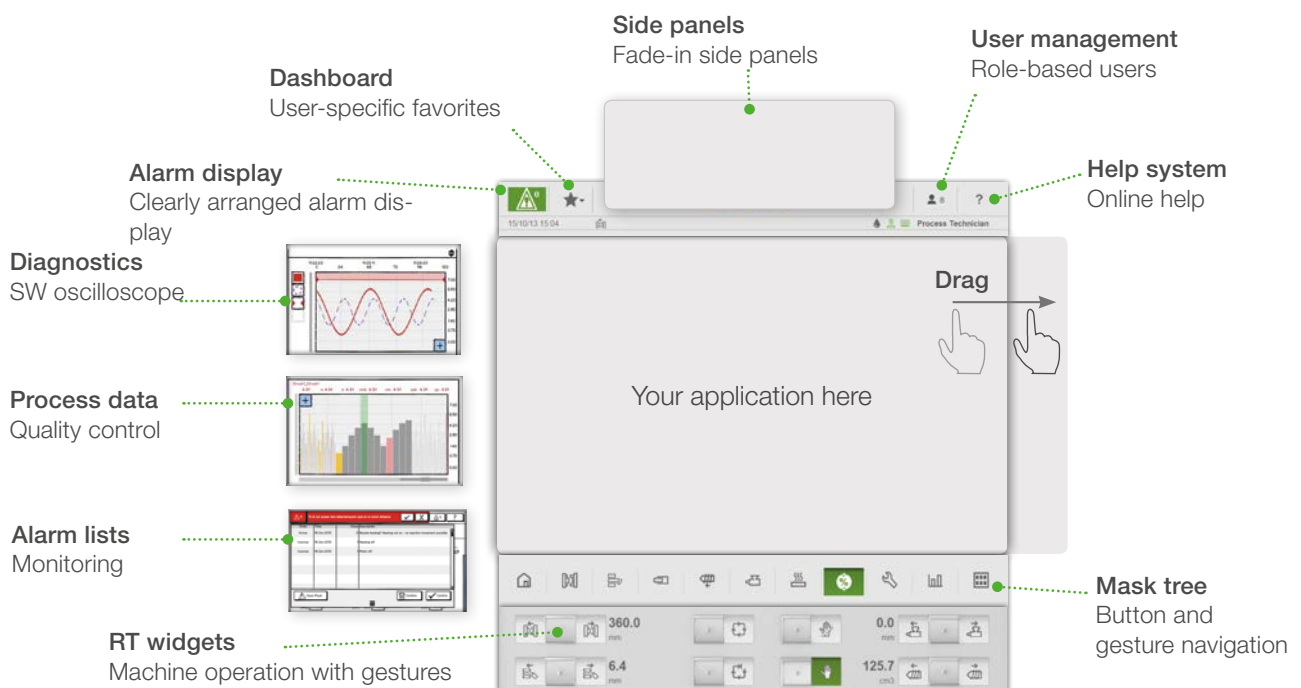 Side panels
Fade-in side panels
User management
Role-based users
Dashboard
User-specific favorites
Alarm display
Clearly arranged alarm dis-
play
Help system
Online help
?
15/10/13 15:04
Process Technician
Diagnostics
SW oscilloscope
Drag
Your application here
Process data
Quality control
Alarm lists
Monitoring
Mask tree
Button and
gesture navigation
RT widgets
Machine operation with gestures
%
360.0
mm
0.0
mm
6.4
mm
125.7
cm3